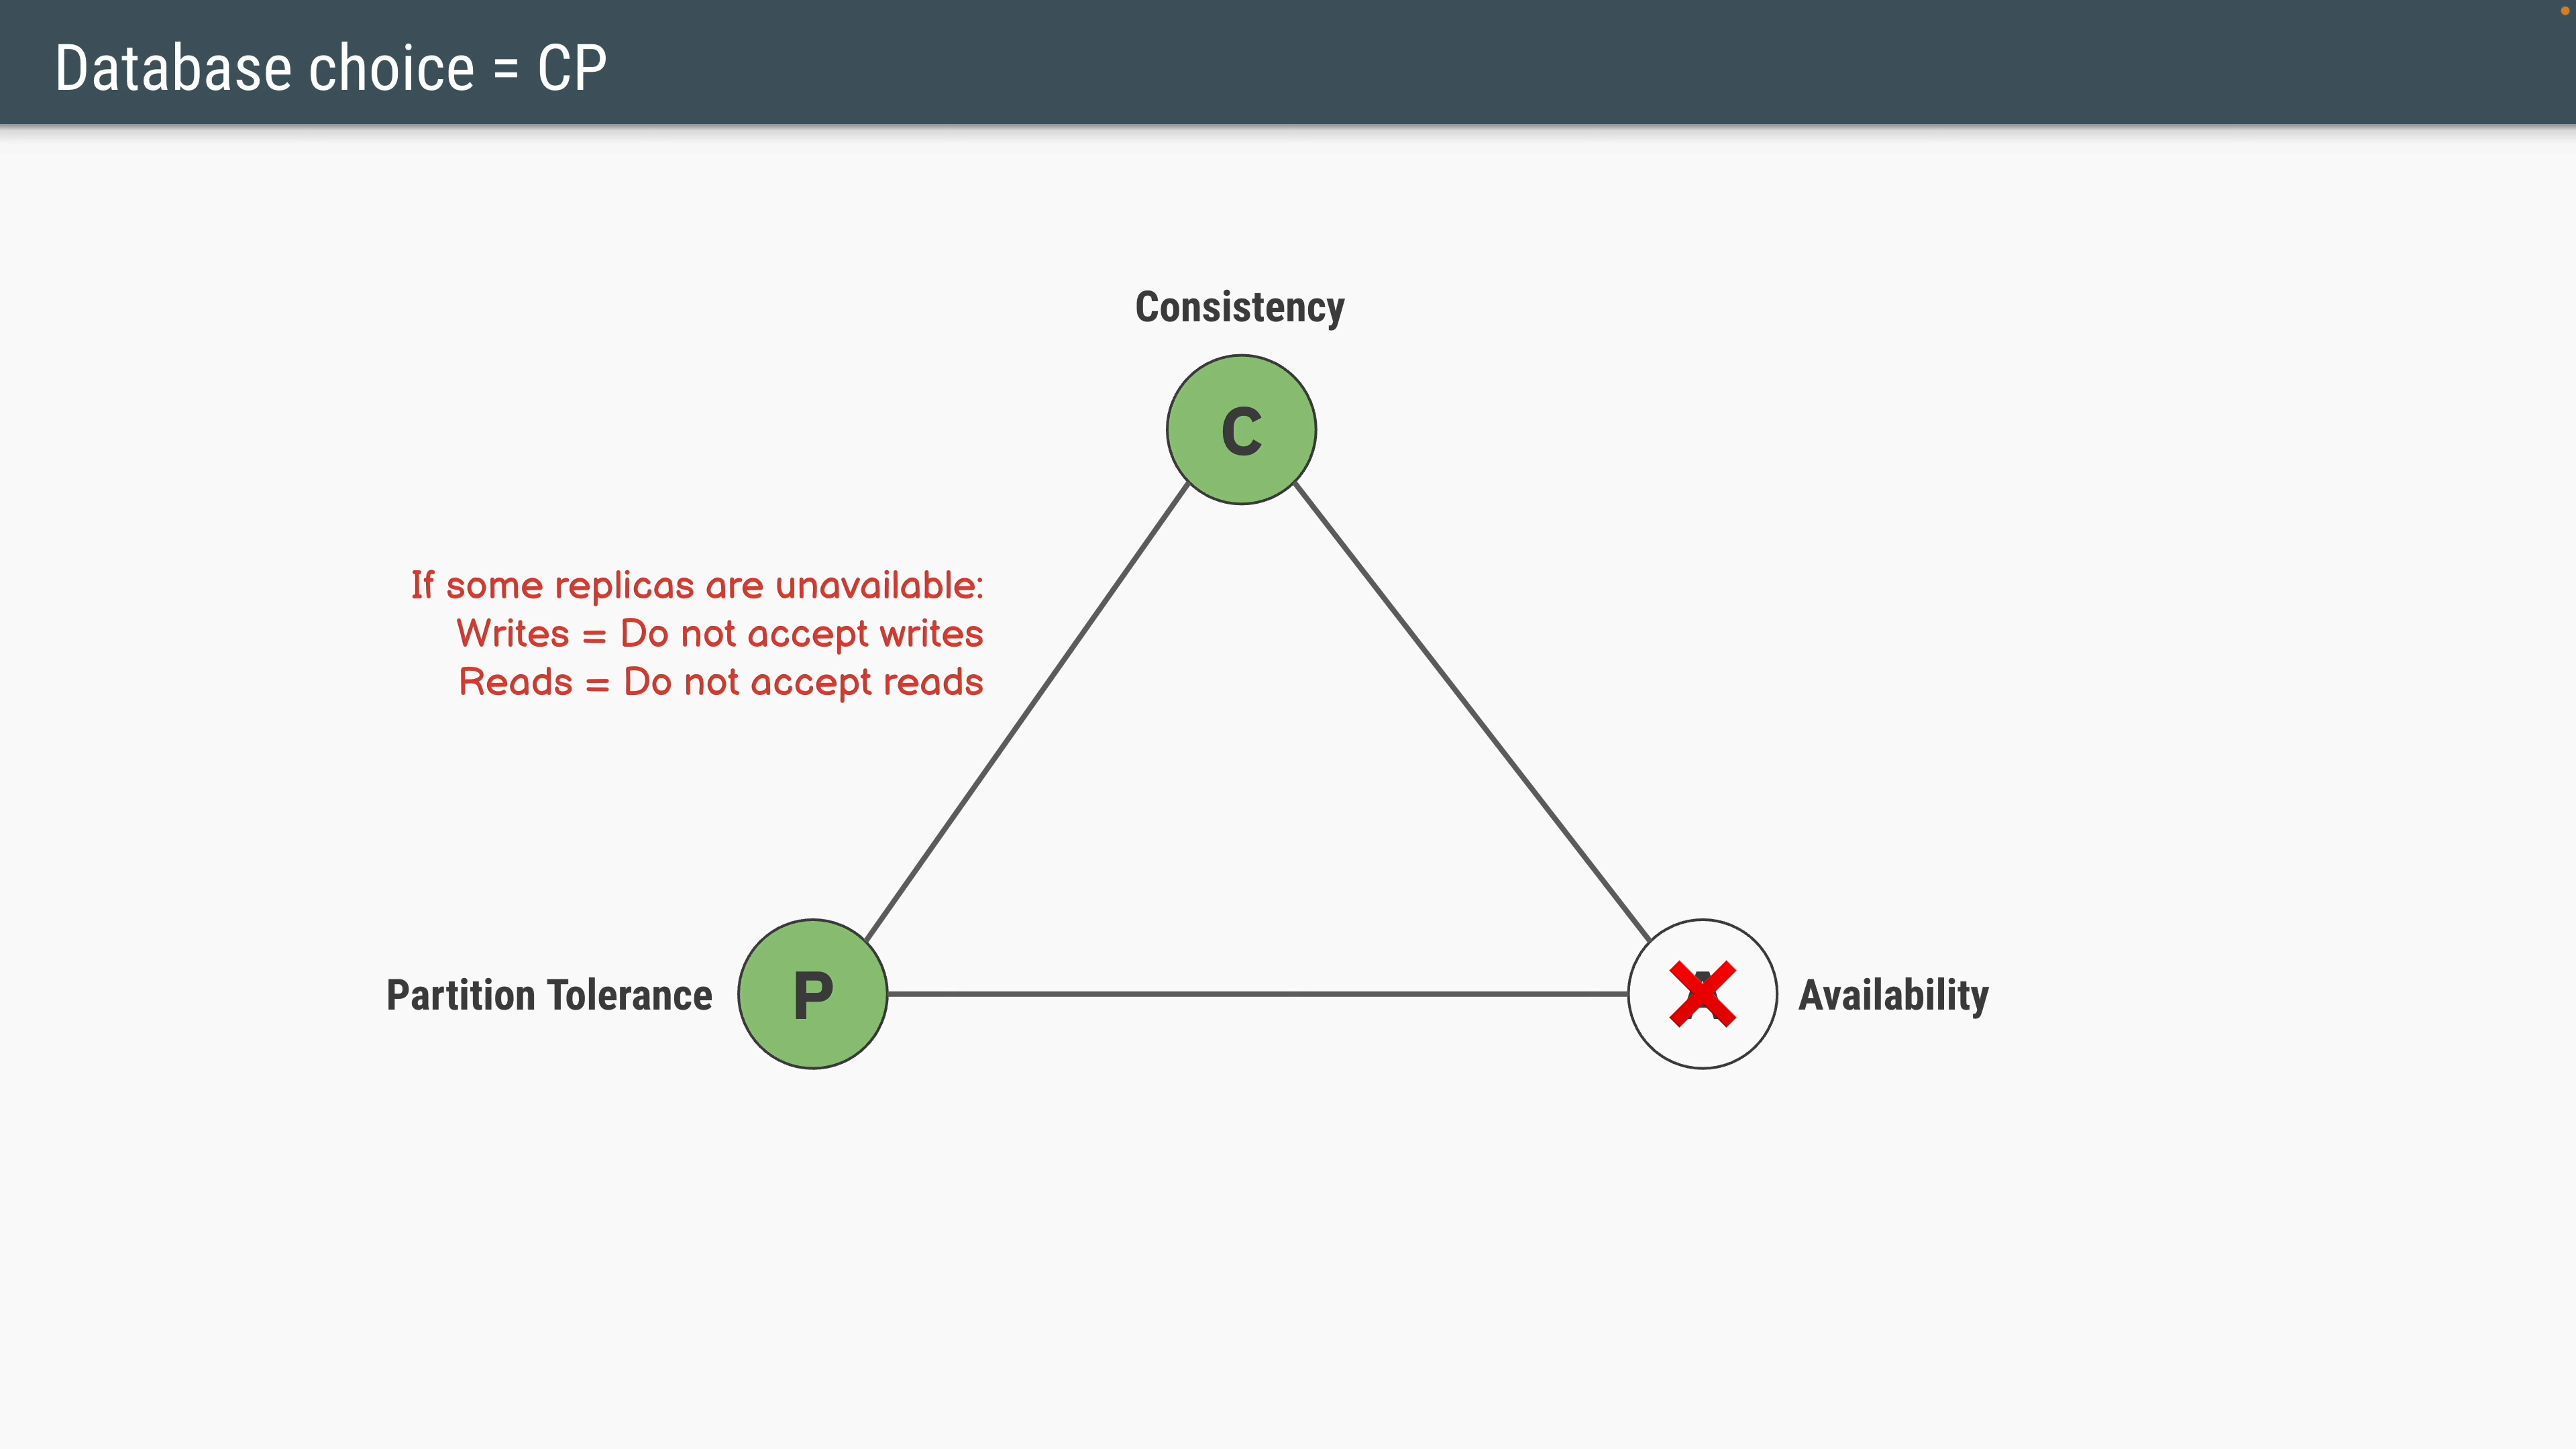 Database choice = CP
Consistency
C
If some replicas are unavailable:
Writes = Do not accept writes
Reads = Do not accept reads
Partition Tolerance
P
A
Availability